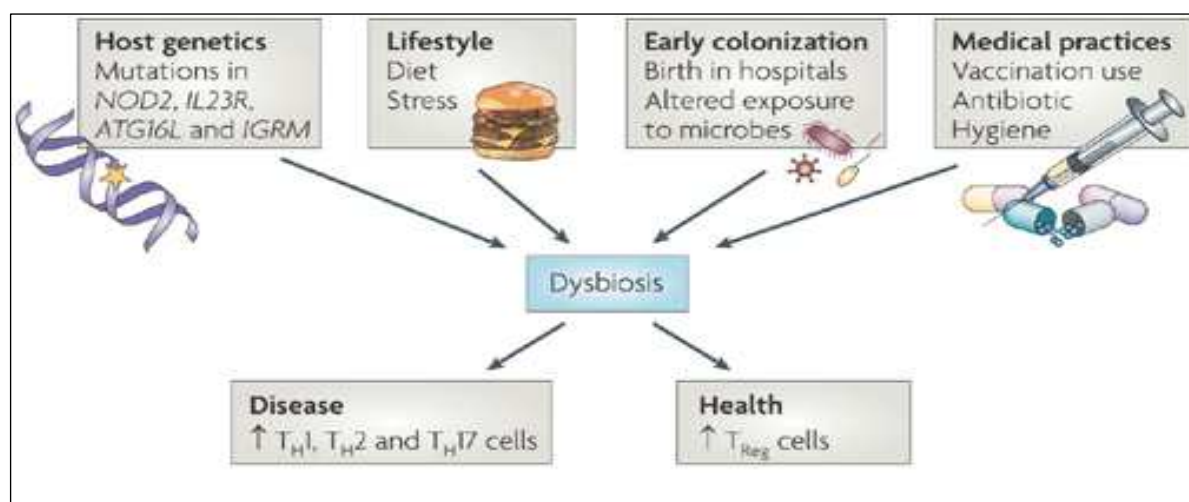 Host genetics
Mutations in
NOD2, IL23R,
ATG16L and IGRM
Lifestyle
Diet
Stress
Early colonization
Birth in hospitals
Altered exposure
to microbes
Medical practices
Vaccination use
Antibiotic
Hygiene
Dysbiosis
Disease
↑ TH1, TH2 and TH17 cells
Health
↑ TReg cells